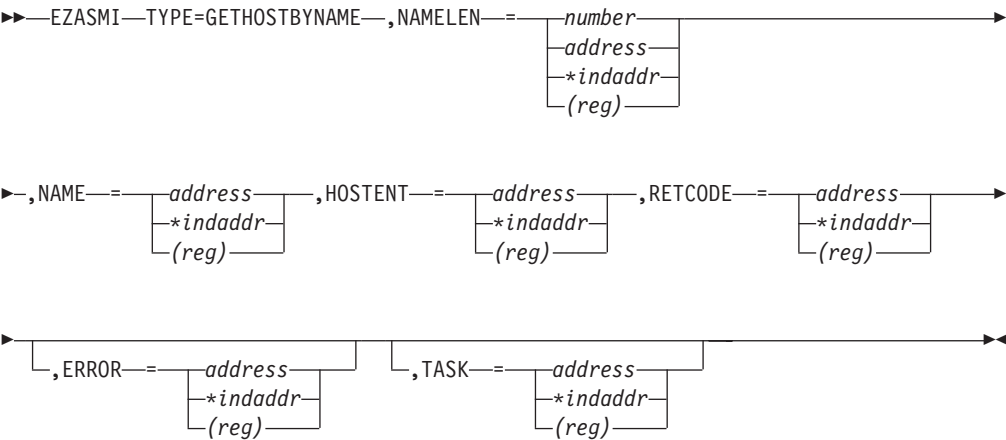 EZASMI TYPE=GETHOSTBYNAME ,NAMELEN = number
address
*indaddr
(reg)
,NAME = address ,HOSTENT = address ,RETCODE = address
*indaddr *indaddr *indaddr
(reg) (reg) (reg)
,ERROR = address ,TASK = address
*indaddr *indaddr
(reg) (reg)